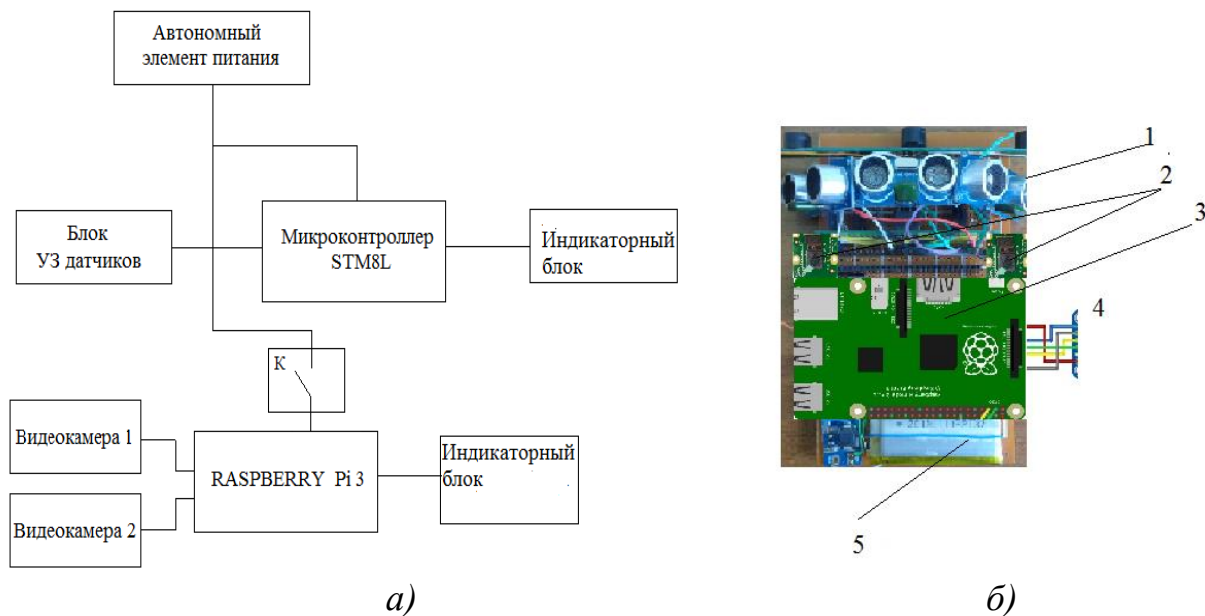 Автономный
элемент питания
Блок
УЗ датчиков
Микроконтроллер
STM8L
Индикаторный
блок
К
Видеокамера 1
Видеокамера 2
RASPBERRY Pi 3
Индикаторный
блок
а)
1
2
3
4
5
б)